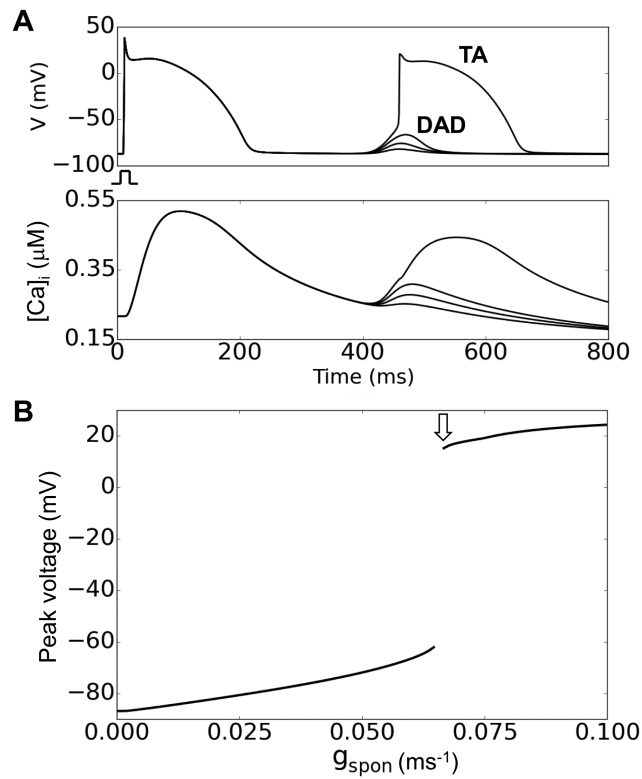 A
50
0
−50
−100
V (mV)
TA
DAD
0.55
0.35
0.15
[Ca]i (μM)
0 200 400 600 800
Time (ms)
B
20
0
−20
−40
−60
−80
Peak voltage (mV)
0.000 0.025 0.050 0.075 0.100
gspon (ms-1)